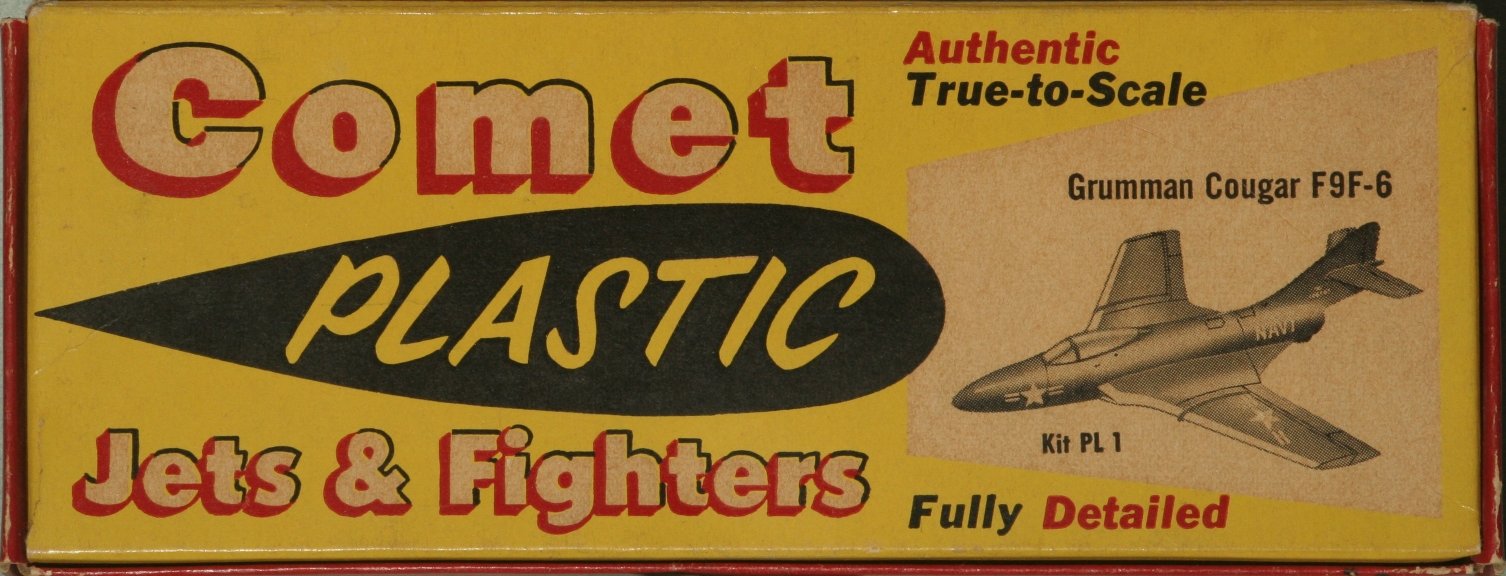 Comet
PLASTIC
Jets & Fighters
Authentic
True-to-Scale
Grumman Cougar F9F-6
NAVY
Kit PL 1
Fully Detailed